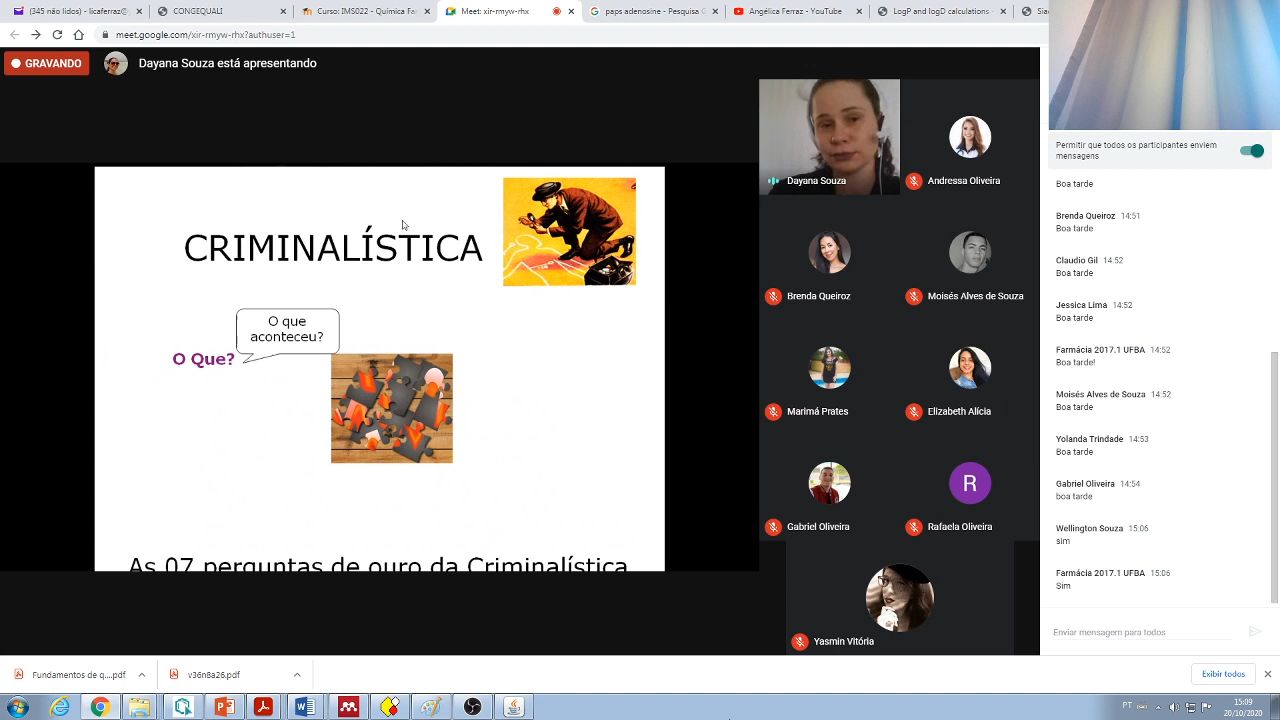 (345 não lidos) - licaferaz@
CONGEQUALI
Curso: IMS022 - Química Fa
Meet: xir-rmyw-rhx
paps adenosine - Pesquisa G
Angélica Ferraz - YouTube
LogP and logD calculations
Sia
meet.google.com/xir-rmyw-rhx?authuser=1
GRAVANDO
Dayana Souza está apresentando
CRIMINALÍSTICA
O que
aconteceu?
O Que?
As 07 perguntas de ouro da Criminalística
Dayana Souza
Andressa Oliveira
Brenda Queiroz
Moisés Alves de Souza
Marimá Prates
Elizabeth Alícia
Gabriel Oliveira
R
Rafaela Oliveira
Yasmin Vitória
Permitir que todos os participantes enviem
mensagens
Boa tarde
Brenda Queiroz 14:51
Boa tarde
Claudio Gil 14:52
Boa tarde
Jessica Lima 14:52
Boa tarde
Farmácia 2017.1 UFBA 14:52
Boa tarde!
Moisés Alves de Souza 14:52
Boa tarde
Yolanda Trindade 14:53
Boa tarde
Gabriel Oliveira 14:54
boa tarde
Wellington Souza 15:06
sim
Farmácia 2017.1 UFBA 15:06
Sim
Enviar mensagem para todos
Fundamentos de q....pdf
v36n8a26.pdf
Exibir todos
PT
15:09
20/10/2020